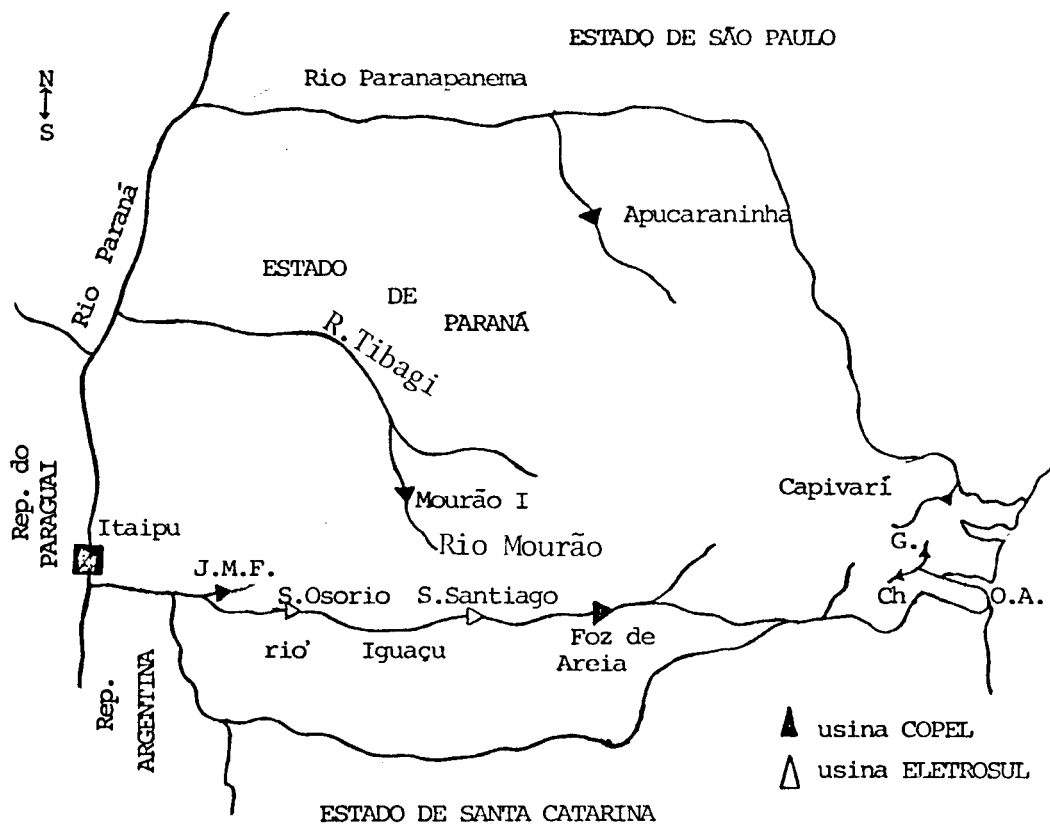 ESTADO DE SÃO PAULO
Rio Paranapanema
N
S
Rio Paraná
Apucaraninha
ESTADO
DE
PARANÁ
R.Tibagi
Rep. do
PARAGUAI
Itaipu
Mourão I
Rio Mourão
Capivarí
G.
Ch.
O.A.
J.M.F.
S.Osorio
S.Santiago
rio' Iguaçu
Foz de
Areia
Rep.
ARGENTINA
usina COPEL
usina ELETROSUL
ESTADO DE SANTA CATARINA